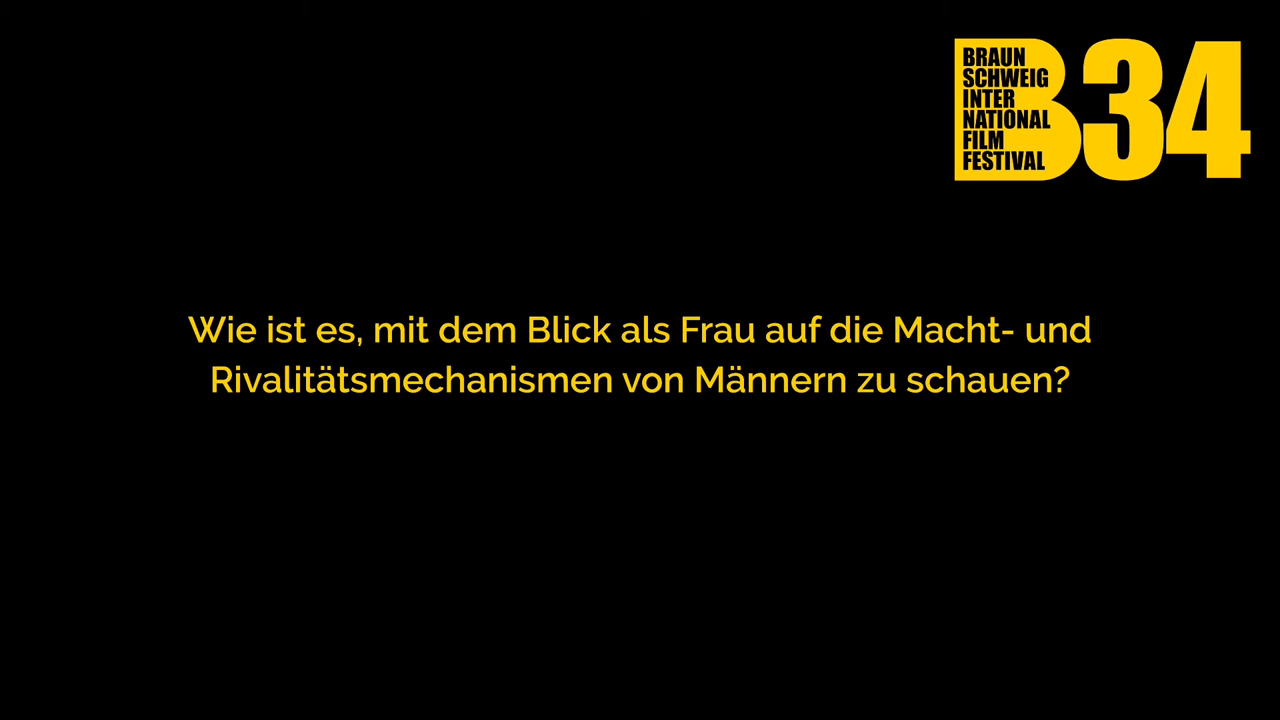 BRAUN
SCHWEIG
INTER
NATIONAL
FILM
FESTIVAL
B34
Wie ist es, mit dem Blick als Frau auf die Macht- und
Rivalitätsmechanismen von Männern zu schauen?